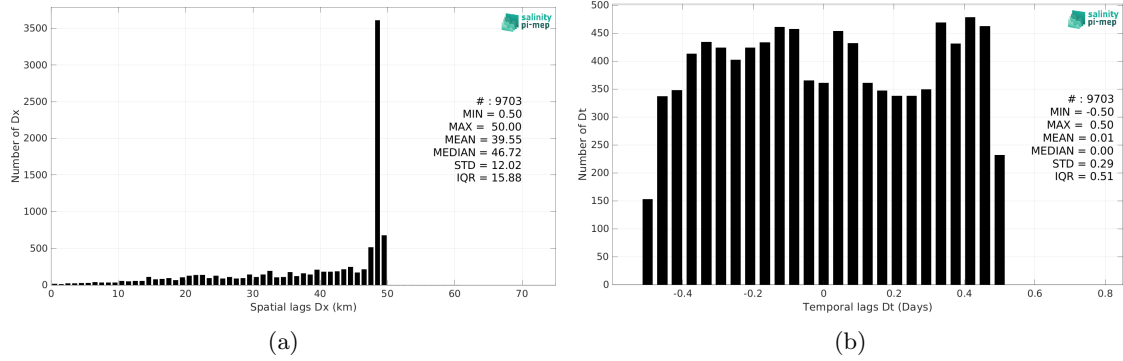 3500
3000
2500
2000
1500
1000
500
0
Number of Dx
0 10 20 30 40 50 60 70
Spatial lags Dx (km)
salinity
pi-mep
# : 9703
MIN = 0.50
MAX = 50.00
MEAN = 39.55
MEDIAN = 46.72
STD = 12.02
IQR = 15.88
(a)
500
450
400
350
300
250
200
150
100
50
0
Number of Dt
-0.4 -0.2 0 0.2 0.4 0.6 0.8
Temporal lags Dt (Days)
salinity
pi-mep
# : 9703
MIN = -0.50
MAX = 0.50
MEAN = 0.01
MEDIAN = 0.00
STD = 0.29
IQR = 0.51
(b)